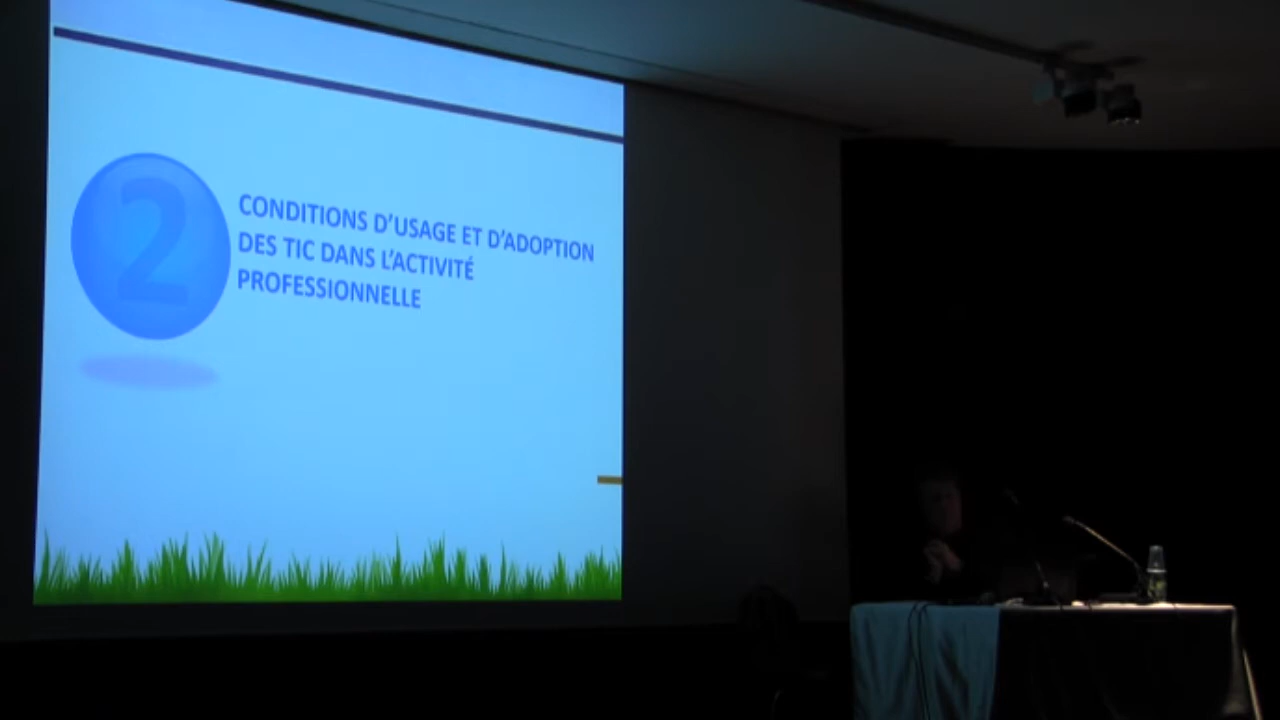 2
CONDITIONS D'USAGE ET D'ADOPTION
DES TIC DANS L'ACTIVITÉ
PROFESSIONNELLE